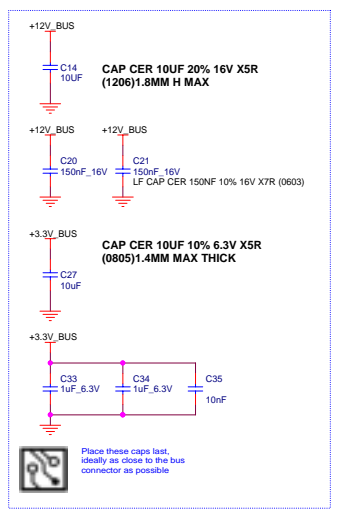 +12V_BUS
C14
10UF
CAP CER 10UF 20% 16V X5R
(1206)1.8MM H MAX
+12V_BUS
+12V_BUS
C20
150nF_16V
C21
150nF_16V
LF CAP CER 150NF 10% 16V X7R (0603)
+3.3V_BUS
CAP CER 10UF 10% 6.3V X5R
(0805)1.4MM MAX THICK
C27
10uF
+3.3V_BUS
C33
1uF_6.3V
C34
1uF_6.3V
C35
10nF
Place these caps last,
ideally as close to the bus
connector as possible